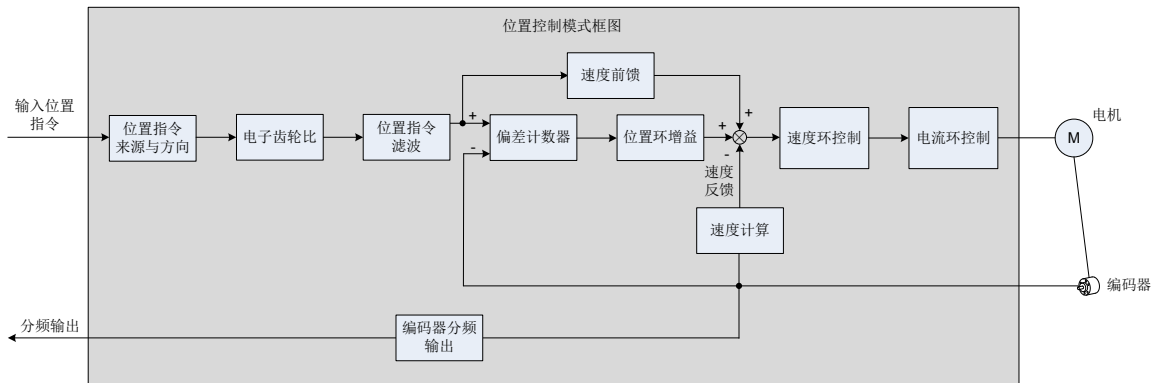 位置控制模式框图
速度前馈
电机
输入位置
指令
位置指令
来源与方向
电子齿轮比
位置指令
滤波
+
-
偏差计数器
位置环增益
+
+
-
速度
反馈
速度环控制
电流环控制
M
速度计算
编码器
分频输出
编码器分频
输出